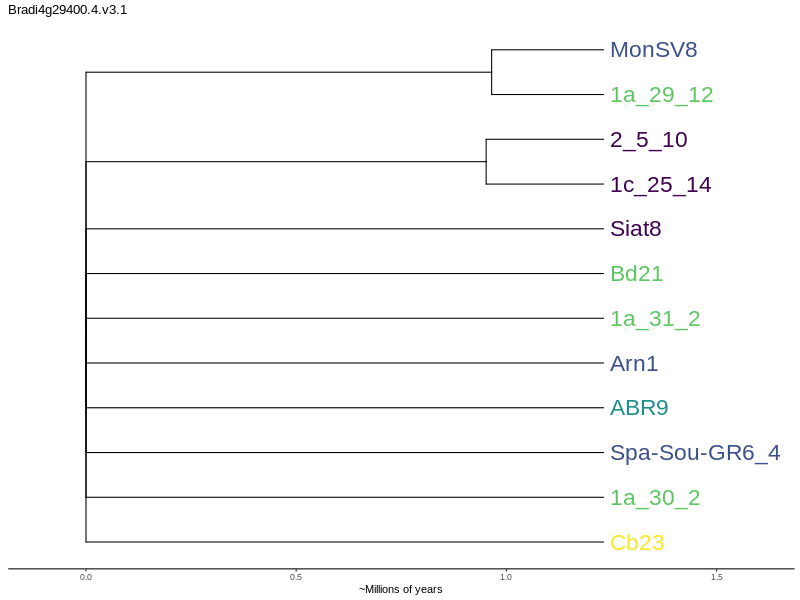 Bradi4g29400.4.v3.1
MonSV8
1a_29_12
2_5_10
1c_25_14
Siat8
Bd21
1a_31_2
Arn1
ABR9
Spa-Sou-GR6_4
1a_30_2
Cb23
0.0 0.5 1.0 1.5
~Millions of years